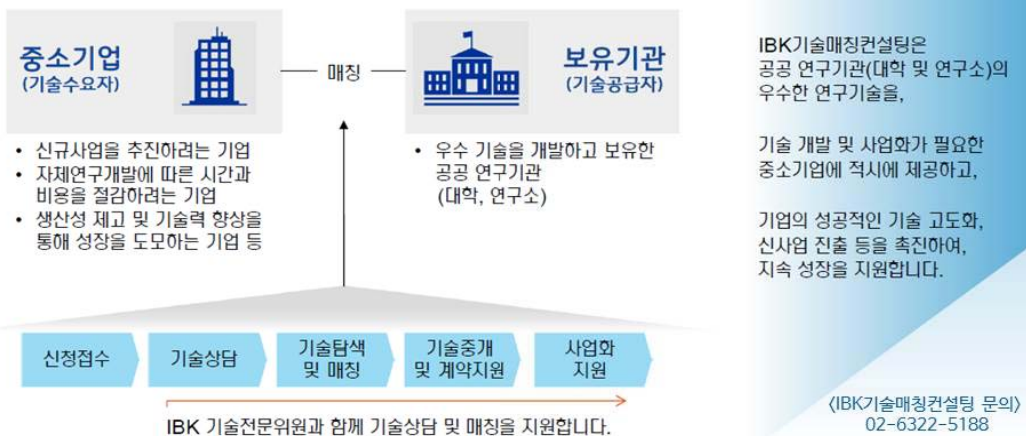 중소기업
(기술수요자)
매칭
보유기관
(기술공급자)
• 신규사업을 추진하려는 기업
• 자체연구개발에 따른 시간과
비용을 절감하려는 기업
• 생산성 제고 및 기술력 향상을
통해 성장을 도모하는 기업 등
• 우수 기술을 개발하고 보유한
공공 연구기관
(대학, 연구소)
신청접수
기술상담
기술탐색
및 매칭
기술중개
및 계약지원
사업화
지원
IBK 기술전문위원과 함께 기술상담 및 매칭을 지원합니다.
IBK기술매칭컨설팅은
공공 연구기관(대학 및 연구소)의
우수한 연구기술을,
기술 개발 및 사업화가 필요한
중소기업에 적시에 제공하고,
기업의 성공적인 기술 고도화,
신사업 진출 등을 촉진하여,
지속 성장을 지원합니다.
〈IBK기술매칭컨설팅 문의〉
02-6322-5188